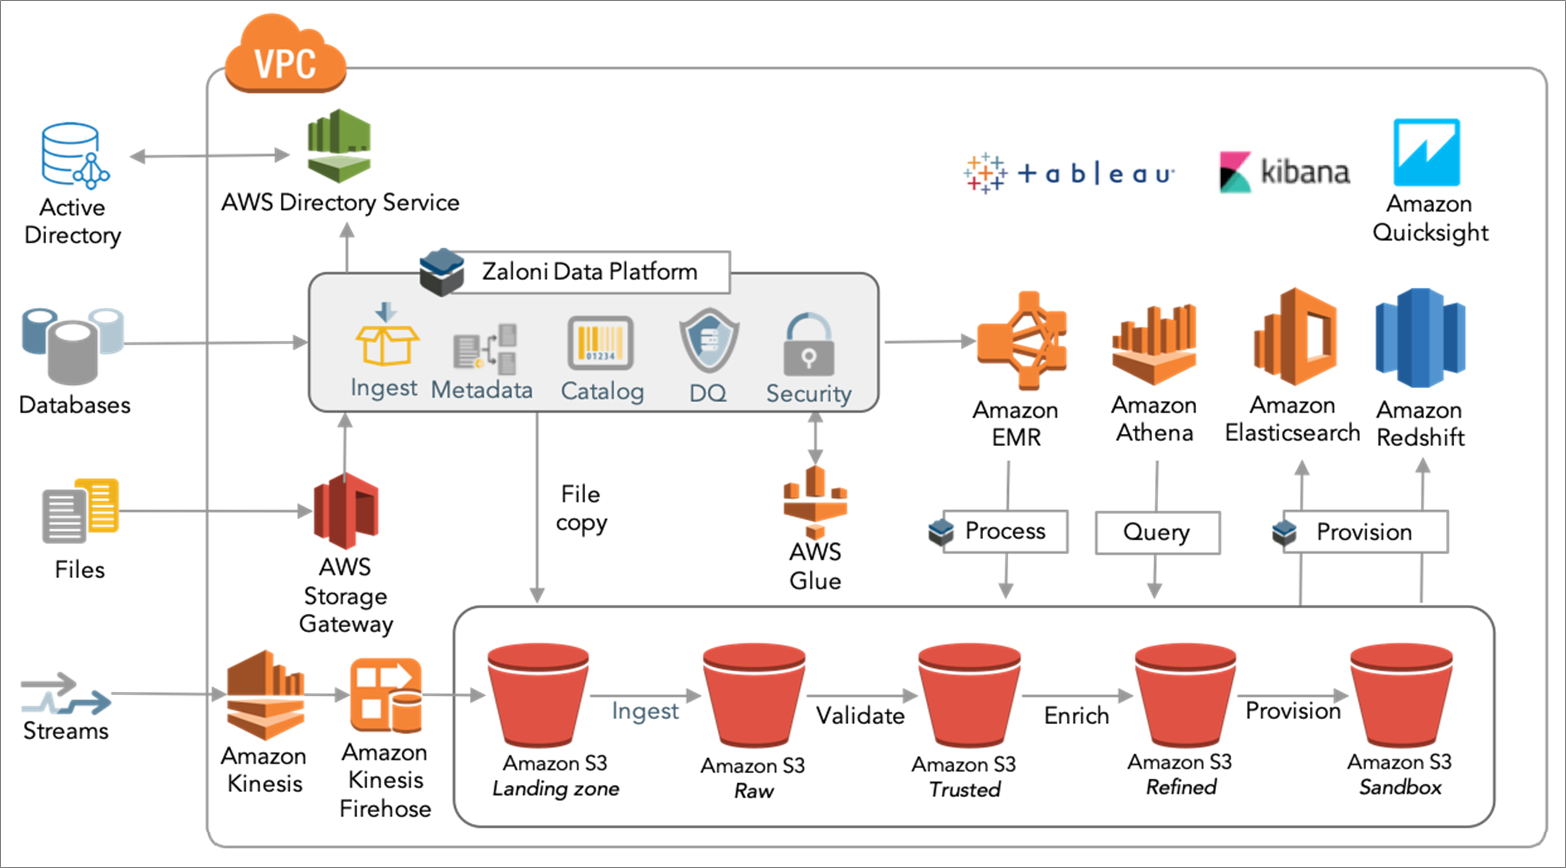 VPC
Active
Directory
AWS Directory Service
tableau
kibana
Amazon
Quicksight
Zaloni Data Platform
Databases
Ingest
Metadata
01234
Catalog
DQ
Security
Amazon
EMR
Amazon
Athena
Amazon
Elasticsearch
Amazon
Redshift
Files
AWS
Storage
Gateway
File
copy
AWS
Glue
Process
Query
Provision
Streams
Amazon
Kinesis
Amazon
Kinesis
Firehose
Ingest
Validate
Enrich
Provision
Amazon S3
Landing zone
Amazon S3
Raw
Amazon S3
Trusted
Amazon S3
Refined
Amazon S3
Sandbox